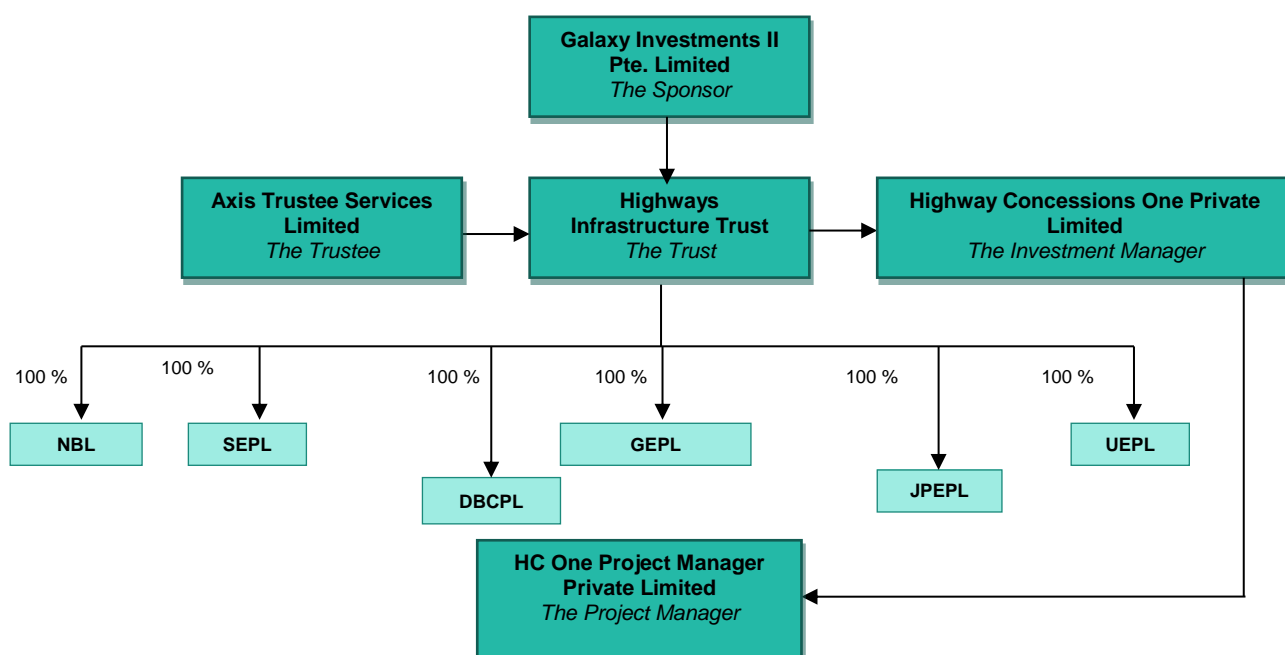 Galaxy Investments II
Pte. Limited
The Sponsor
Axis Trustee Services
Limited
The Trustee
Highways
Infrastructure Trust
The Trust
Highway Concessions One Private
Limited
The Investment Manager
100 %
100 %
100 %
100 %
100 %
100 %
NBL
SEPL
DBCPL
GEPL
JPEPL
UEPL
HC One Project Manager
Private Limited
The Project Manager